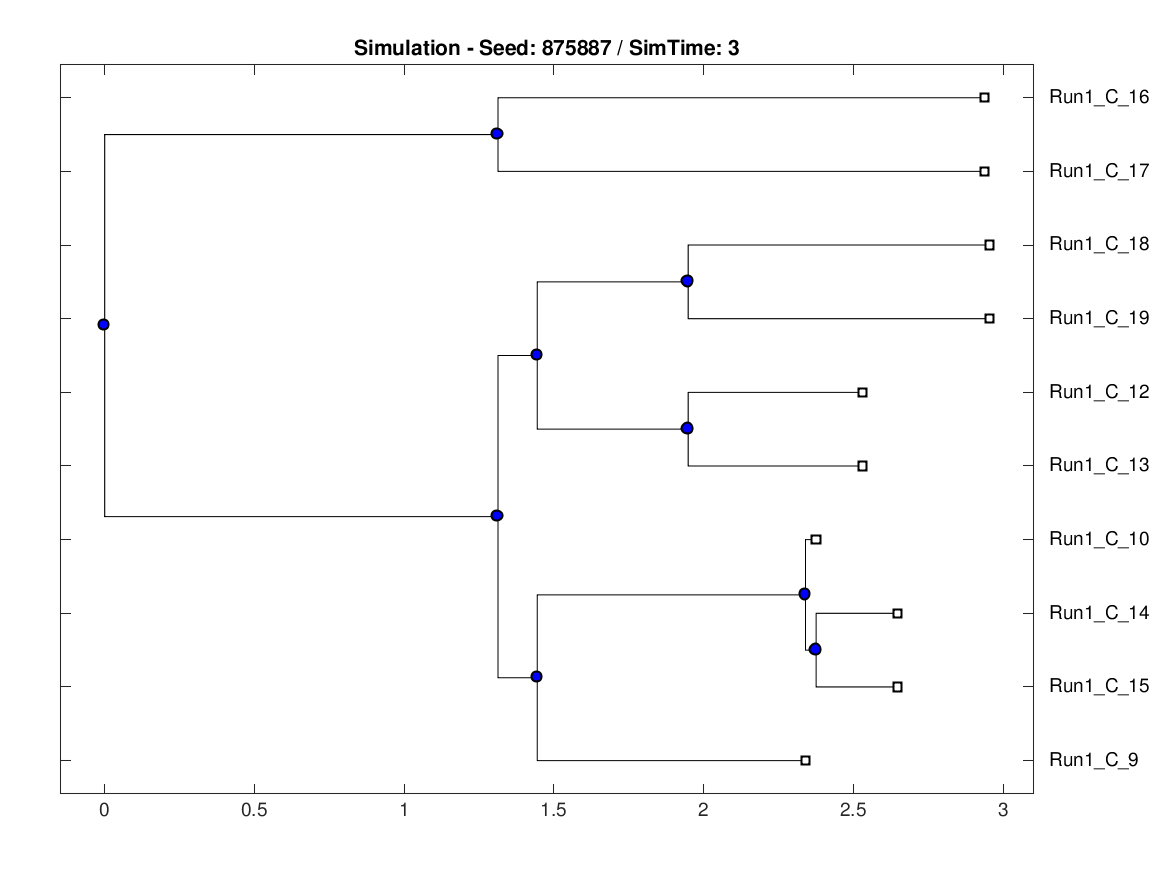 Simulation - Seed: 875887 / SimTime: 3
Run1_C_16
Run1_C_17
Run1_C_18
Run1_C_19
Run1_C_12
Run1_C_13
Run1_C_10
Run1_C_14
Run1_C_15
Run1_C_9
0 0.5 1 1.5 2 2.5 3